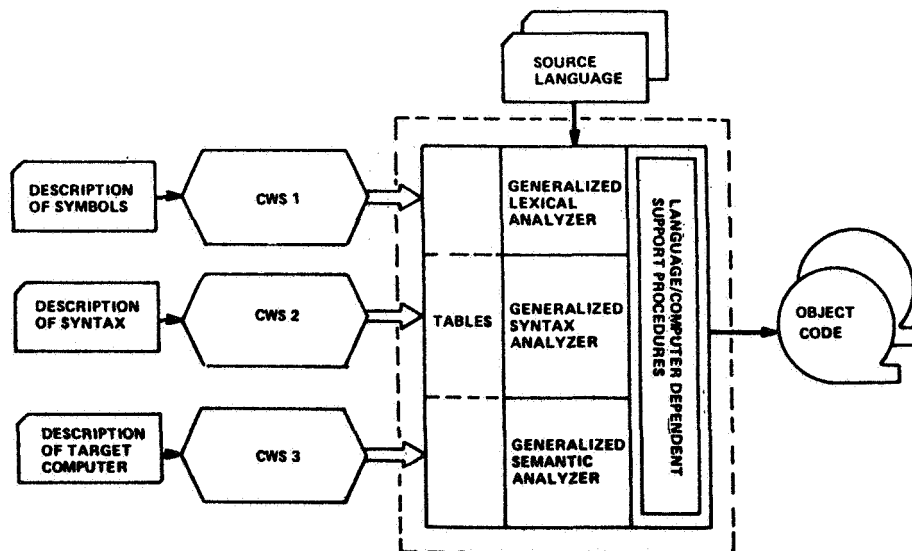 SOURCE
LANGUAGE
DESCRIPTION
OF SYMBOLS
CWS 1
GENERALIZED
LEXICAL
ANALYZER
DESCRIPTION
OF SYNTAX
CWS 2
TABLES
GENERALIZED
SYNTAX
ANALYZER
DESCRIPTION
OF TARGET
COMPUTER
CWS 3
GENERALIZED
SEMANTIC
ANALYZER
LANGUAGE/COMPUTER DEPENDENT
SUPPORT PROCEDURES
OBJECT
CODE